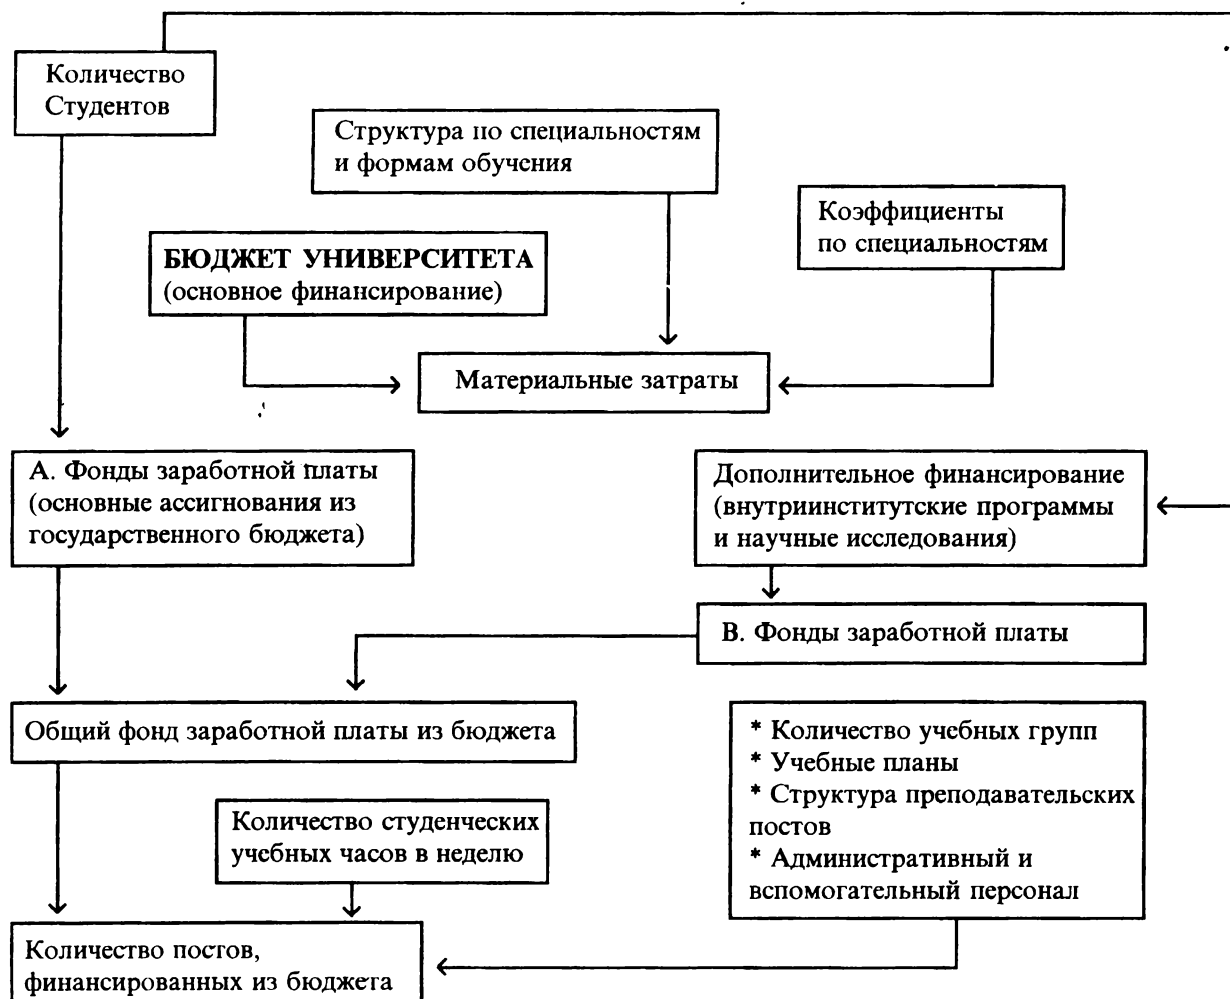 Количество
Студентов
Структура по специальностям
и формам обучения
Коэффициенты
по специальностям
БЮДЖЕТ УНИВЕРСИТЕТА
(основное финансирование)
Материальные затраты
А. Фонды заработной платы
(основные ассигнования из
государственного бюджета)
Дополнительное финансирование
(внутриинститутские программы
и научные исследования)
В. Фонды заработной платы
Общий фонд заработной платы из бюджета
* Количество учебных групп
* Учебные планы
* Структура преподавательских
постов
* Административный и
вспомогательный персонал
Количество студенческих
учебных часов в неделю
Количество постов,
финансированных из бюджета